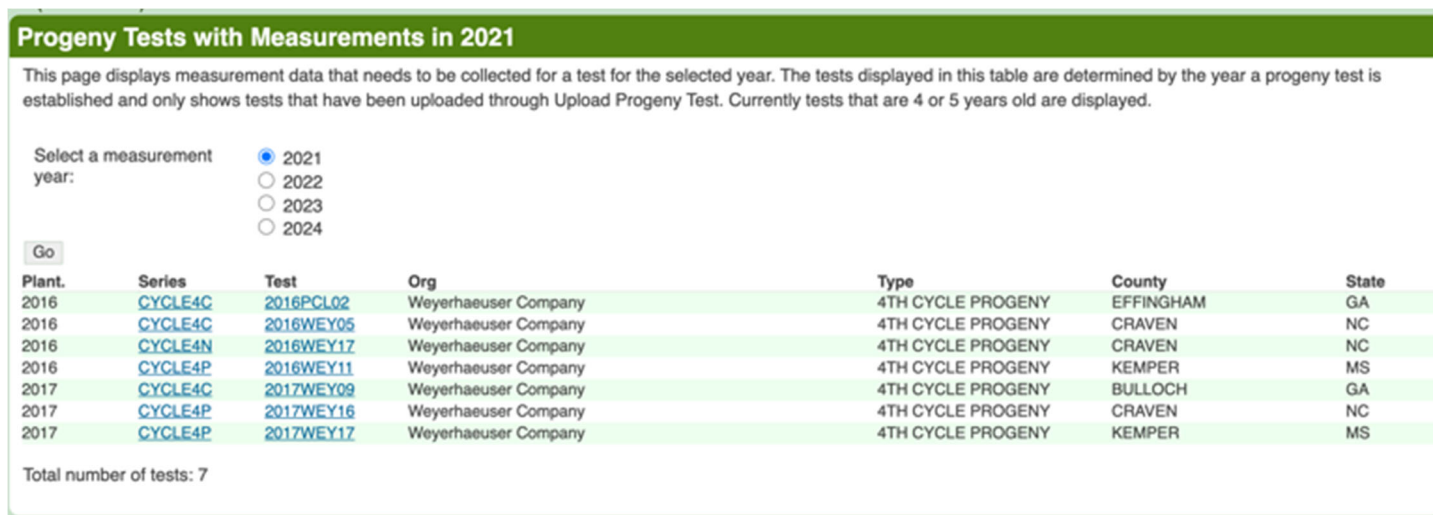 Progeny Tests with Measurements in 2021
This page displays measurement data that needs to be collected for a test for the selected year. The tests displayed in this table are determined by the year a progeny test is
established and only shows tests that have been uploaded through Upload Progeny Test. Currently tests that are 4 or 5 years old are displayed.
Select a measurement year:
2021
2022
2023
2024
Go
Plant. Series Test Org Type County State
2016 CYCLE4C 2016PCL02 Weyerhaeuser Company 4TH CYCLE PROGENY EFFINGHAM GA
2016 CYCLE4C 2016WEY05 Weyerhaeuser Company 4TH CYCLE PROGENY CRAVEN NC
2016 CYCLE4N 2016WEY17 Weyerhaeuser Company 4TH CYCLE PROGENY CRAVEN NC
2016 CYCLE4P 2016WEY11 Weyerhaeuser Company 4TH CYCLE PROGENY KEMPER MS
2017 CYCLE4C 2017WEY09 Weyerhaeuser Company 4TH CYCLE PROGENY BULLOCH GA
2017 CYCLE4P 2017WEY16 Weyerhaeuser Company 4TH CYCLE PROGENY CRAVEN NC
2017 CYCLE4P 2017WEY17 Weyerhaeuser Company 4TH CYCLE PROGENY KEMPER MS
Total number of tests: 7